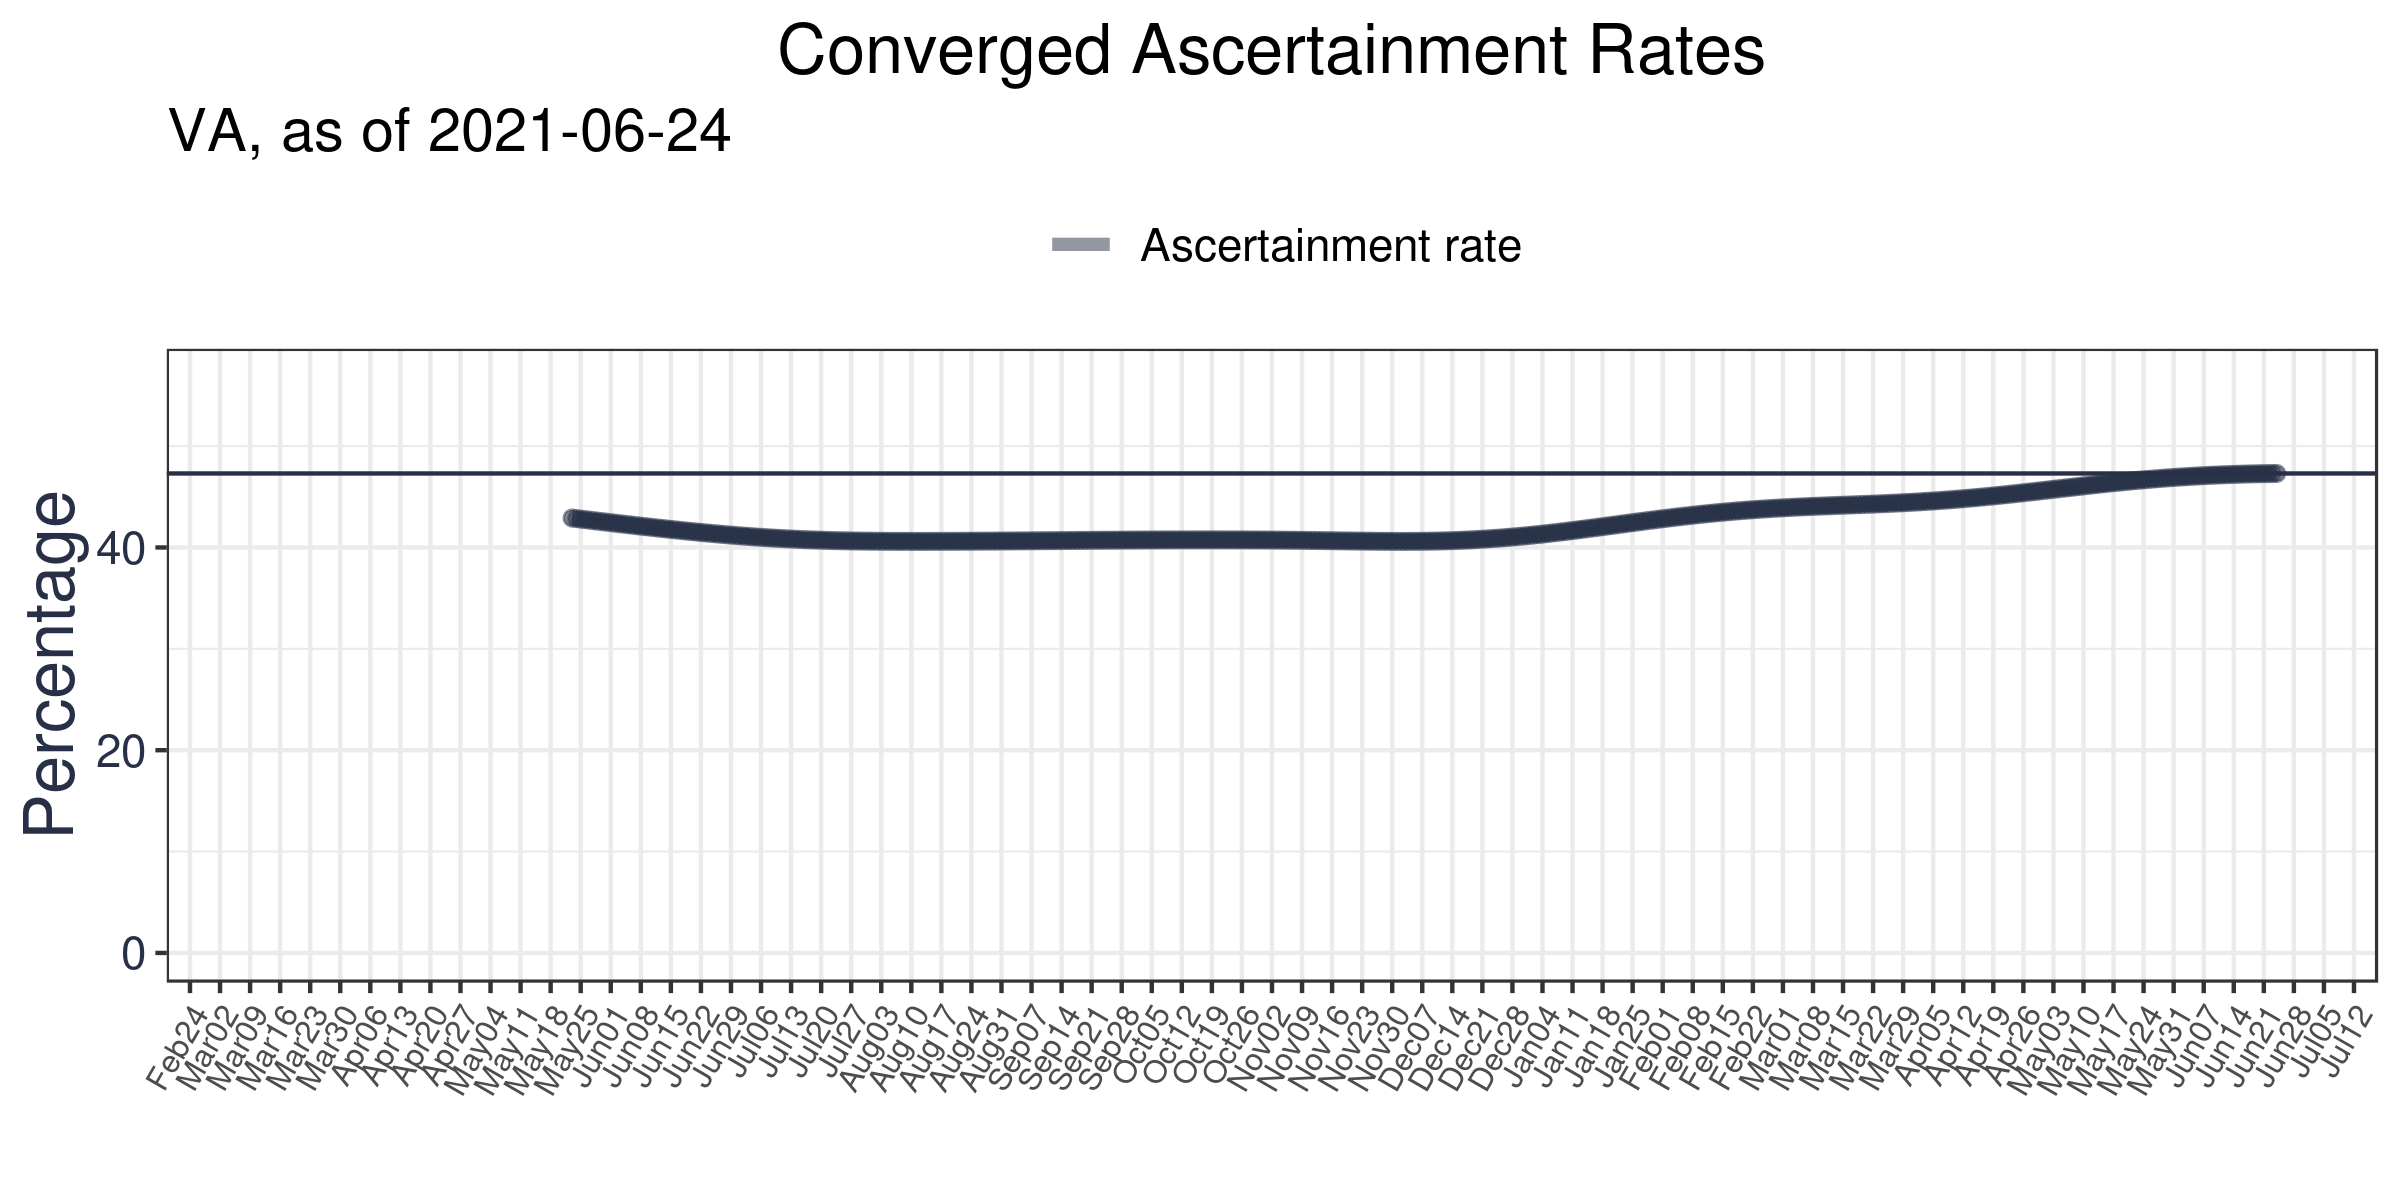 Converged Ascertainment Rates
VA, as of 2021-06-24
Ascertainment rate
Percentage
40
20
0
Feb24 Mar02 Mar09 Mar16 Mar23 Mar30 Apr06 Apr13 Apr20 Apr27 May04 May11 May18 May25 Jun01 Jun08 Jun15 Jun22 Jun29 Jul06 Jul13 Jul20 Jul27 Aug03 Aug10 Aug17 Aug24 Aug31 Sep07 Sep14 Sep21 Sep28 Oct05 Oct12 Oct19 Oct26 Nov02 Nov09 Nov16 Nov23 Nov30 Dec07 Dec14 Dec21 Dec28 Jan04 Jan11 Jan18 Jan25 Feb01 Feb08 Feb15 Feb22 Mar01 Mar08 Mar15 Mar22 Mar29 Apr05 Apr12 Apr19 Apr26 May03 May10 May17 May24 May31 Jun07 Jun14 Jun21 Jun28 Jul05 Jul12